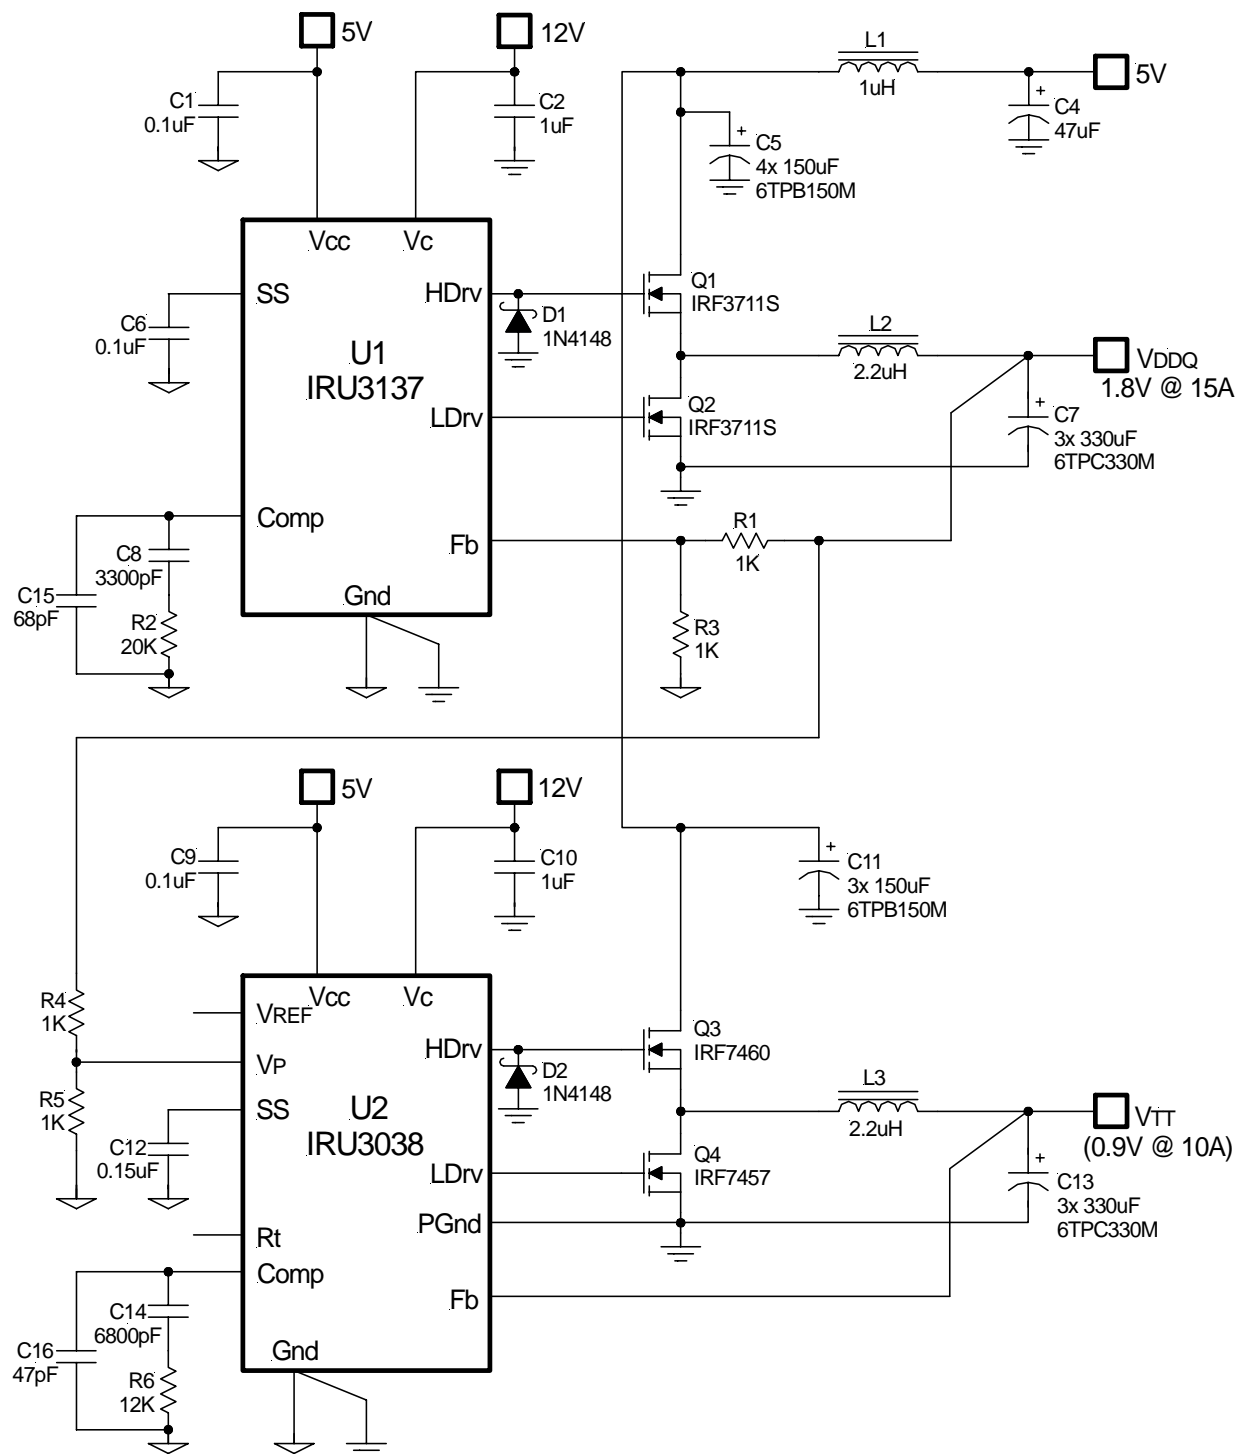 5V
12V
L1
1uH
5V
C1
0.1uF
C2
1uF
+
C4
47uF
+
C5
4x 150uF
6TPB150M
Vcc
Vc
SS
HDrv
Q1
IRF3711S
C6
0.1uF
D1
1N4148
U1
IRU3137
L2
2.2uH
VDDQ
1.8V @ 15A
LDrv
Q2
IRF3711S
+
C7
3x 330uF
6TPC330M
Comp
Fb
R1
1K
C8
3300pF
C15
68pF
R2
20K
Gnd
R3
1K
5V
12V
C9
0.1uF
C10
1uF
+
C11
3x 150uF
6TPB150M
R4
1K
VREF
Vcc
Vc
VP
HDrv
Q3
IRF7460
D2
1N4148
R5
1K
SS
U2
IRU3038
L3
2.2uH
VTT
(0.9V @ 10A)
C12
0.15uF
LDrv
Q4
IRF7457
+
C13
3x 330uF
6TPC330M
PGnd
Rt
Comp
Fb
C14
6800pF
C16
47pF
R6
12K
Gnd